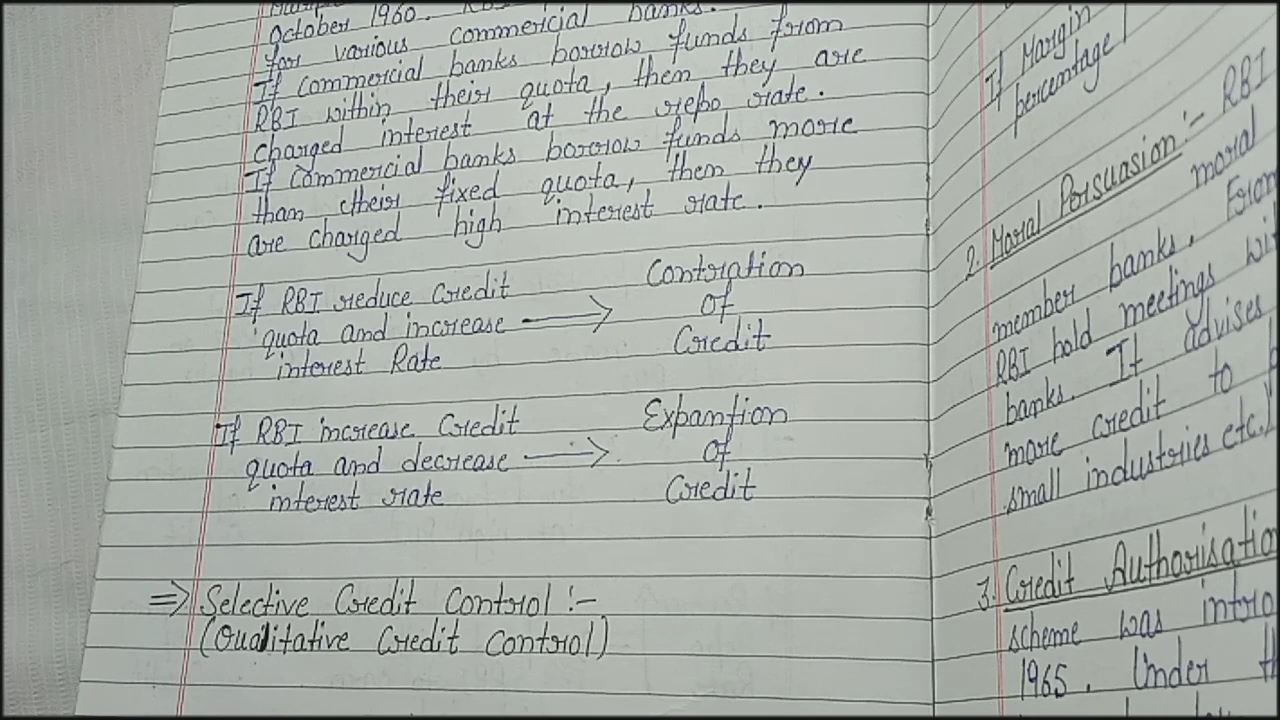 October 1960.
for various commercial banks.
If commercial banks borrow funds from
RBI within their quota, then they are
charged interest at the repo rate.
If commercial banks borrow funds more
than their fixed quota, then they
are charged high interest rate.
If RBI reduce Credit
quota and increase ⟶
interest Rate
Contration
of
Credit
If RBI increase Credit
quota and decrease ⟶
interest rate
Expantion
of
Credit
⇒ Selective Credit Control :-
(Qualitative Credit Control)
If Margin
percentage
2. Moral Persuasion :- RBI
moral
member banks. From
RBI hold meetings
banks. It advises
more credit to
small industries etc.)
3. Credit Authorisatio
scheme was intro
1965. Under